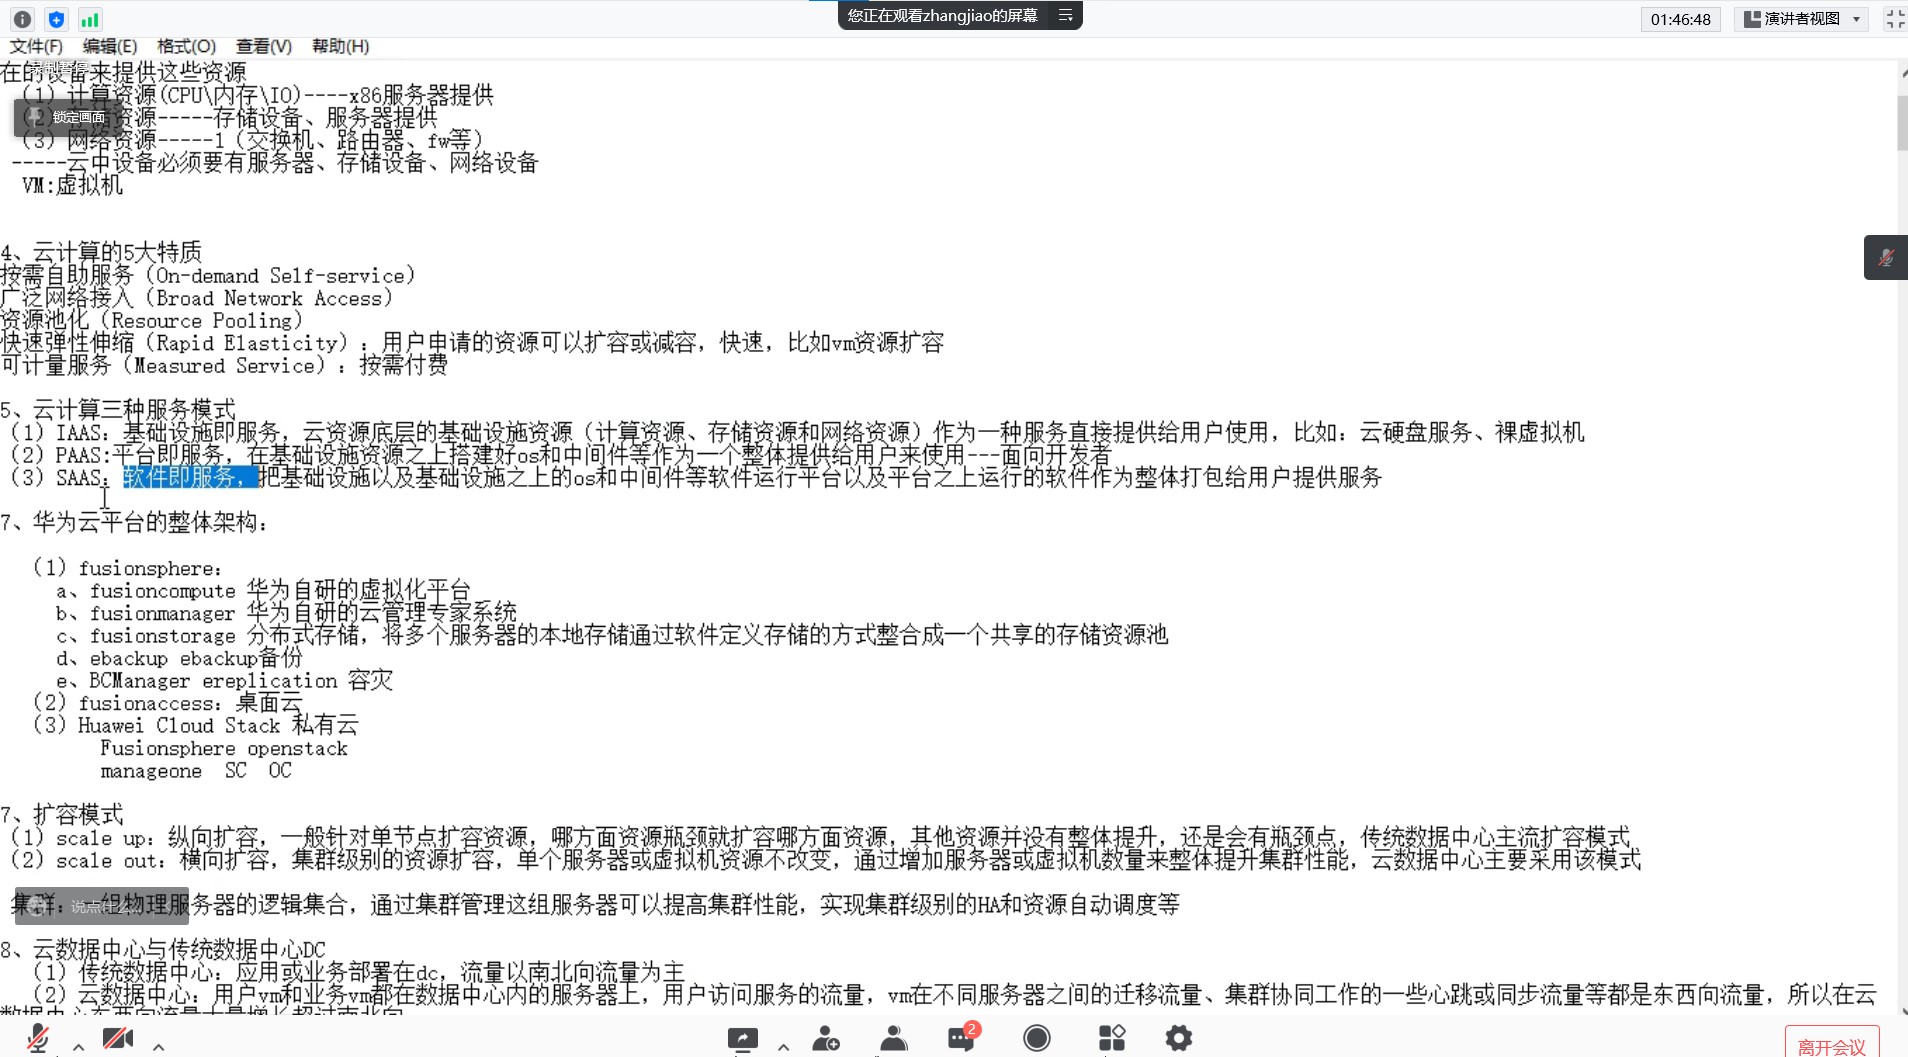 您正在观看zhangjiao的屏幕
01:46:48
演讲者视图
文件(F) 编辑(E) 格式(O) 查看(V) 帮助(H)
在的设备来提供这些资源
（1）计算资源(CPU\内存\IO)----x86服务器提供
锁定画面
（2）存储资源-----存储设备、服务器提供
（3）网络资源-----1（交换机、路由器、fw等）
-----云中设备必须要有服务器、存储设备、网络设备
VM:虚拟机
4、云计算的5大特质
按需自助服务（On-demand Self-service）
广泛网络接入（Broad Network Access）
资源池化（Resource Pooling）
快速弹性伸缩（Rapid Elasticity）：用户申请的资源可以扩容或减容，快速，比如vm资源扩容
可计量服务（Measured Service）：按需付费
5、云计算三种服务模式
（1）IAAS：基础设施即服务，云资源底层的基础设施资源（计算资源、存储资源和网络资源）作为一种服务直接提供给用户使用，比如：云硬盘服务、裸虚拟机
（2）PAAS:平台即服务，在基础设施资源之上搭建好os和中间件等作为一个整体提供给用户来使用---面向开发者
（3）SAAS：软件即服务，把基础设施以及基础设施之上的os和中间件等软件运行平台以及平台之上运行的软件作为整体打包给用户提供服务
7、华为云平台的整体架构：
（1）fusionsphere：
a、fusioncompute 华为自研的虚拟化平台
b、fusionmanager 华为自研的云管理专家系统
c、fusionstorage 分布式存储，将多个服务器的本地存储通过软件定义存储的方式整合成一个共享的存储资源池
d、ebackup ebackup备份
e、BCManager ereplication 容灾
（2）fusionaccess：桌面云
（3）Huawei Cloud Stack 私有云
Fusionsphere openstack
manageone SC OC
7、扩容模式
（1）scale up：纵向扩容，一般针对单节点扩容资源，哪方面资源瓶颈就扩容哪方面资源，其他资源并没有整体提升，还是会有瓶颈点，传统数据中心主流扩容模式
（2）scale out：横向扩容，集群级别的资源扩容，单个服务器或虚拟机资源不改变，通过增加服务器或虚拟机数量来整体提升集群性能，云数据中心主要采用该模式
集群：一组物理服务器的逻辑集合，通过集群管理这组服务器可以提高集群性能，实现集群级别的HA和资源自动调度等
说点什么...
8、云数据中心与传统数据中心DC
（1）传统数据中心：应用或业务部署在dc，流量以南北向流量为主
（2）云数据中心：用户vm和业务vm都在数据中心内的服务器上，用户访问服务的流量，vm在不同服务器之间的迁移流量、集群协同工作的一些心跳或同步流量等都是东西向流量，所以在云
2
离开会议